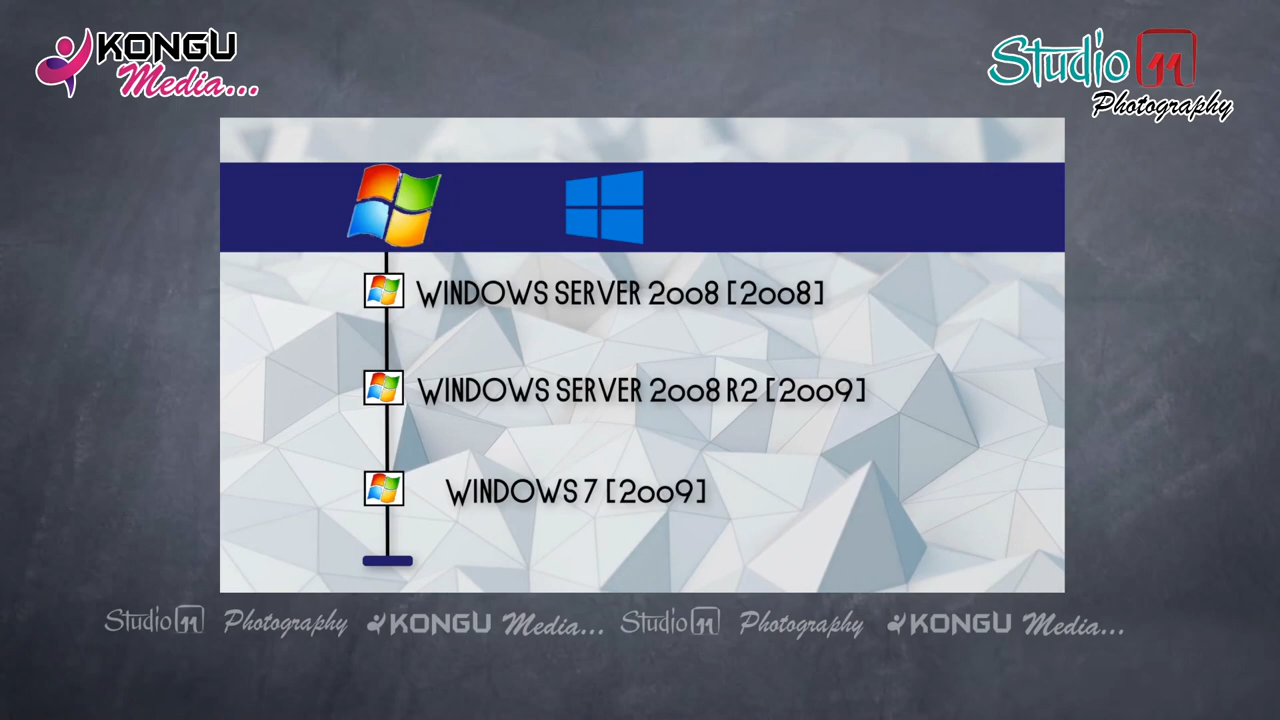 KONGU
Media...
Studio 11
Photography
WINDOWS SERVER 2008 [2008]
WINDOWS SERVER 2008 R2 [2009]
WINDOWS 7 [2009]
Studio 11 Photography KONGU Media... Studio 11 Photography KONGU Media...